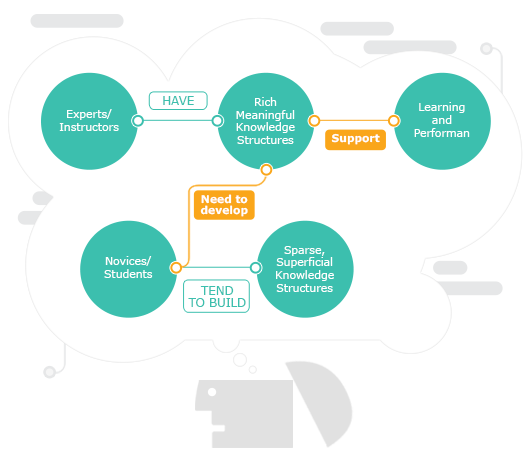 Experts/
Instructors
HAVE
Rich
Meaningful
Knowledge
Structures
Support
Learning
and
Performan
Need to
develop
Novices/
Students
TEND
TO BUILD
Sparse,
Superficial
Knowledge
Structures